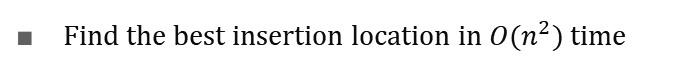 ▪ Find the best insertion location in 𝑂(𝑛²) time